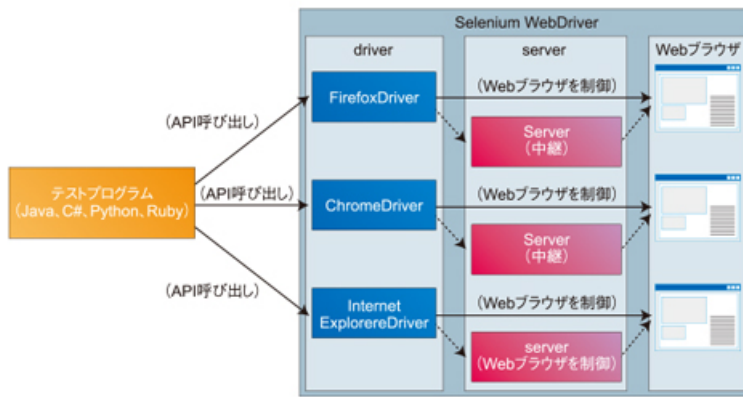 Selenium WebDriver
driver
server
Webブラウザ
FirefoxDriver
(Webブラウザを制御)
(API呼び出し)
Server
(中継)
テストプログラム
(Java、C#、Python、Ruby)
(API呼び出し)
ChromeDriver
(Webブラウザを制御)
Server
(中継)
(API呼び出し)
Internet
ExplorereDriver
(Webブラウザを制御)
server
(Webブラウザを制御)